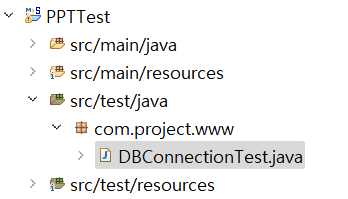 PPTTest
src/main/java
src/main/resources
src/test/java
com.project.www
DBConnectionTest.java
src/test/resources